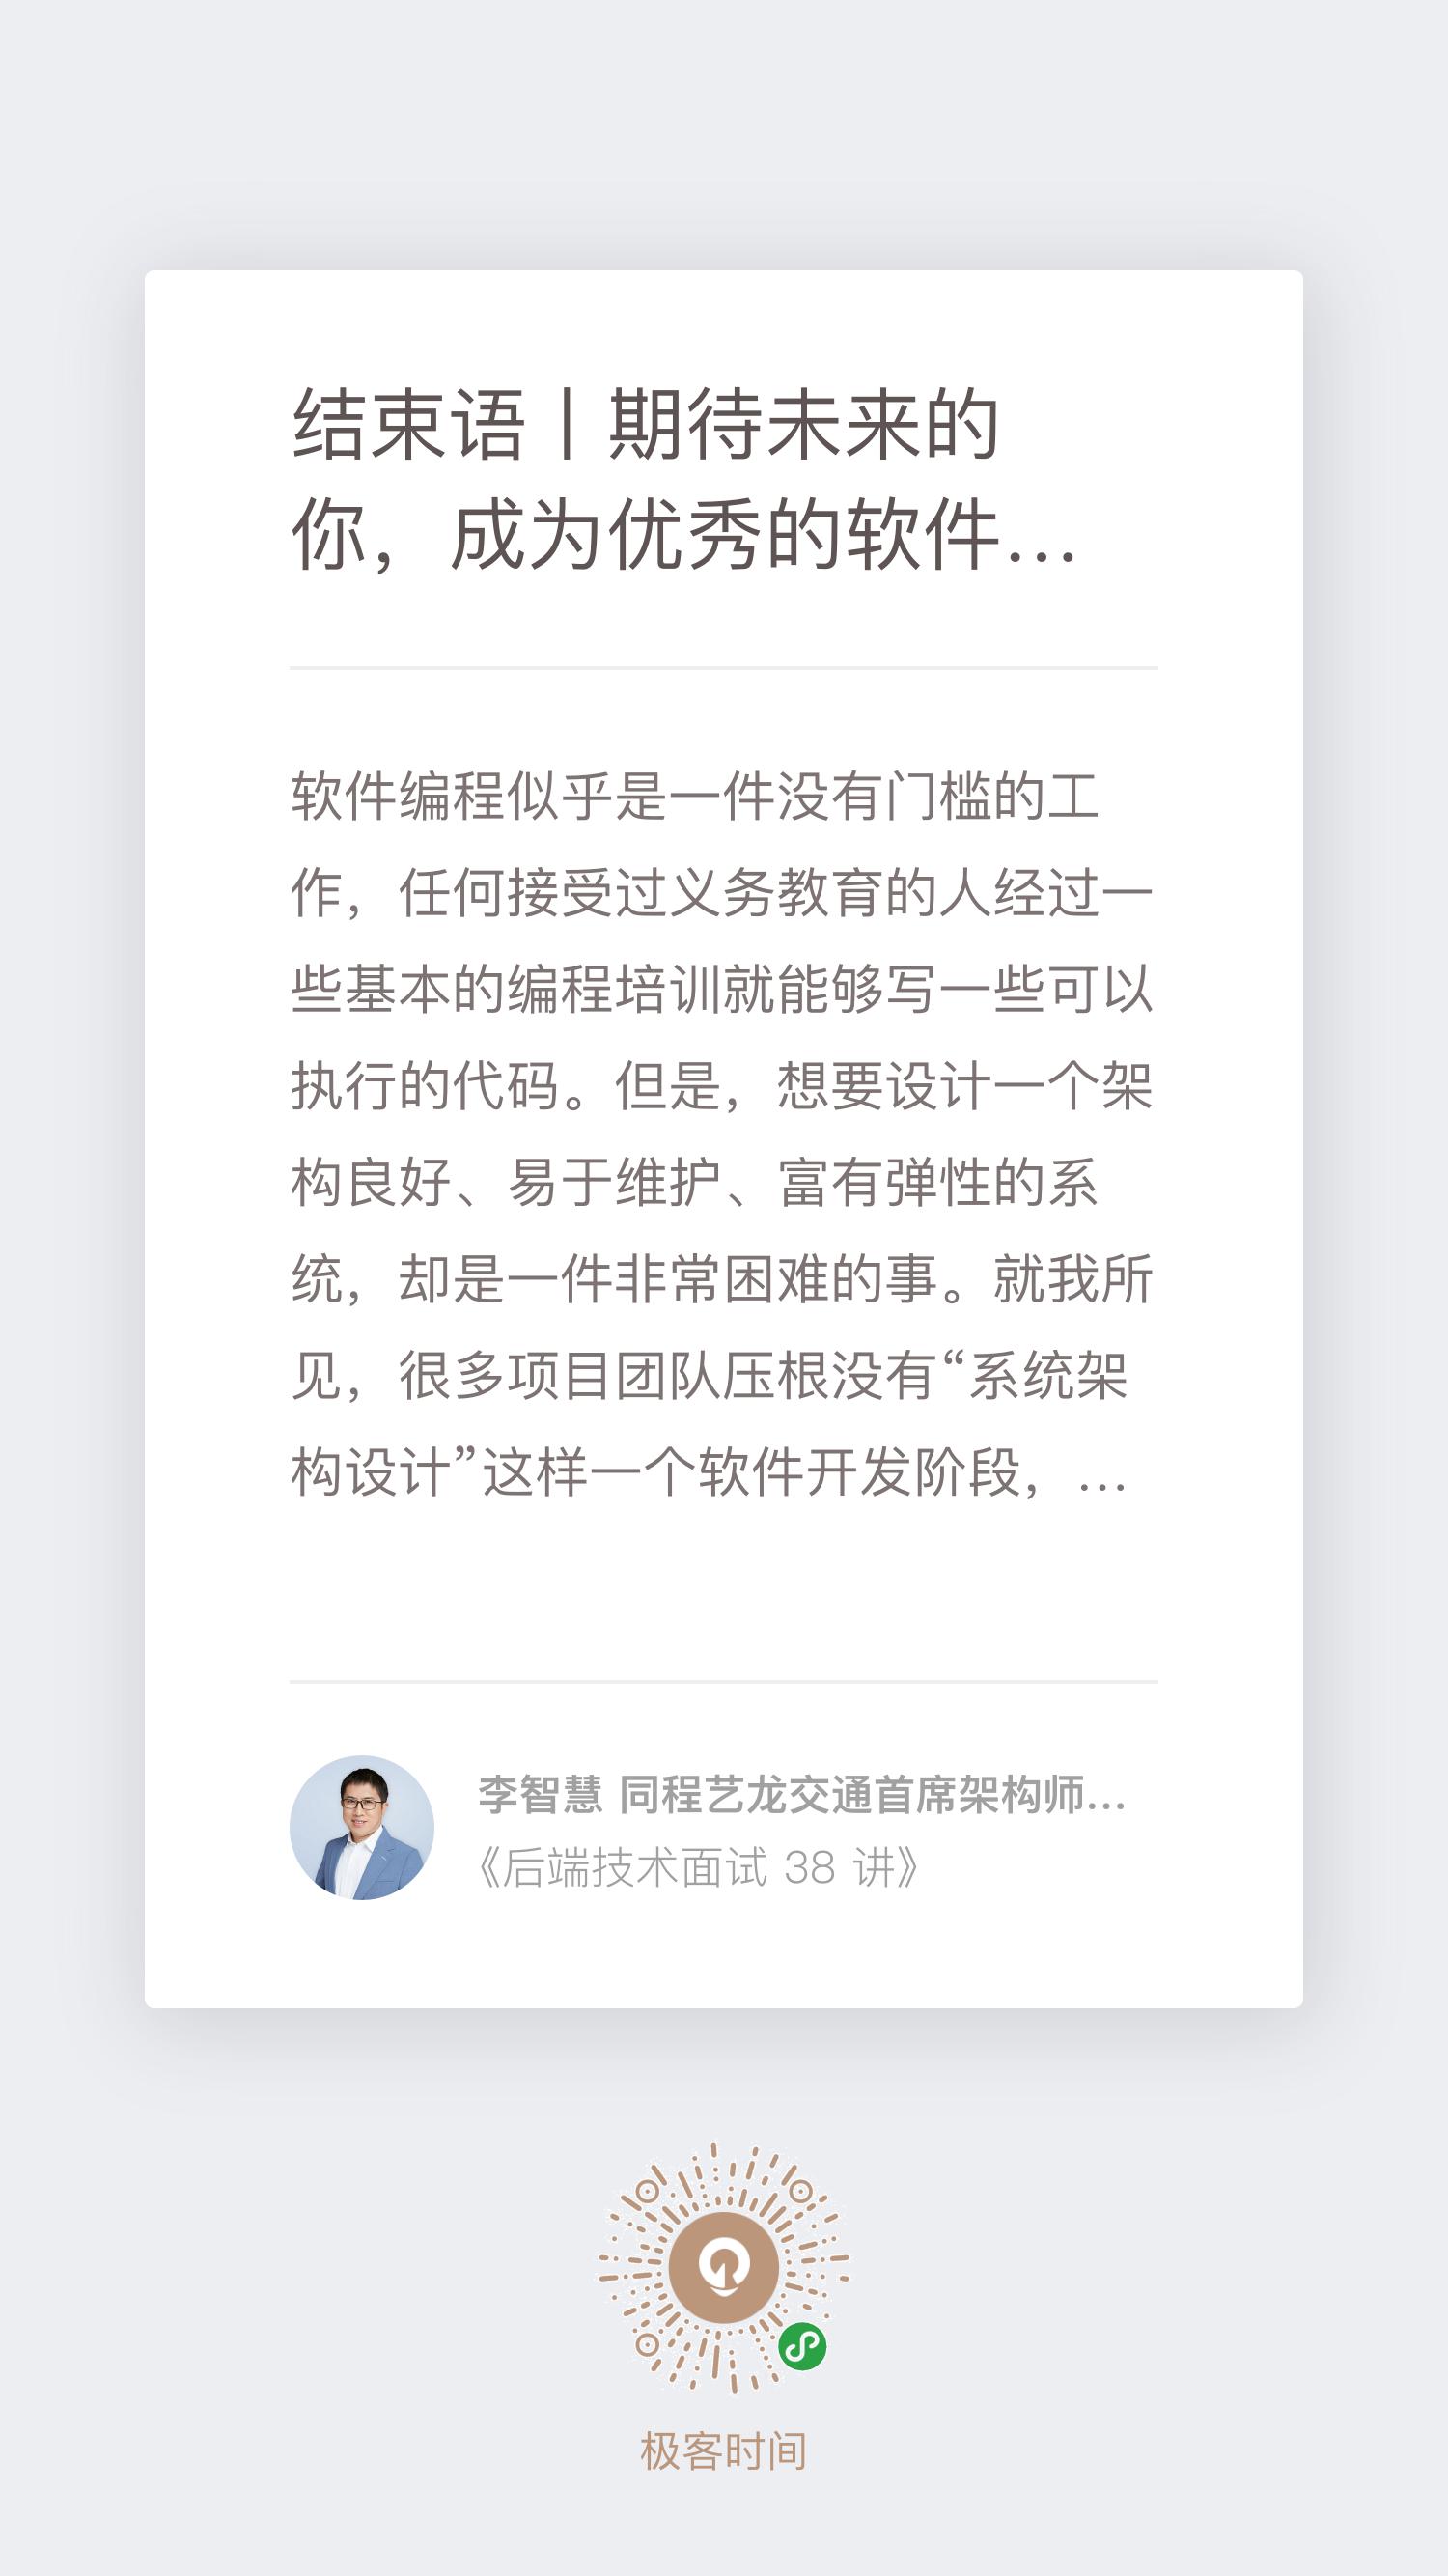 结束语丨期待未来的
你，成为优秀的软件...
软件编程似乎是一件没有门槛的工
作，任何接受过义务教育的人经过一
些基本的编程培训就能够写一些可以
执行的代码。但是，想要设计一个架
构良好、易于维护、富有弹性的系
统，却是一件非常困难的事。就我所
见，很多项目团队压根没有“系统架
构设计”这样一个软件开发阶段，...
李智慧 同程艺龙交通首席架构师...
《后端技术面试 38 讲》
极客时间